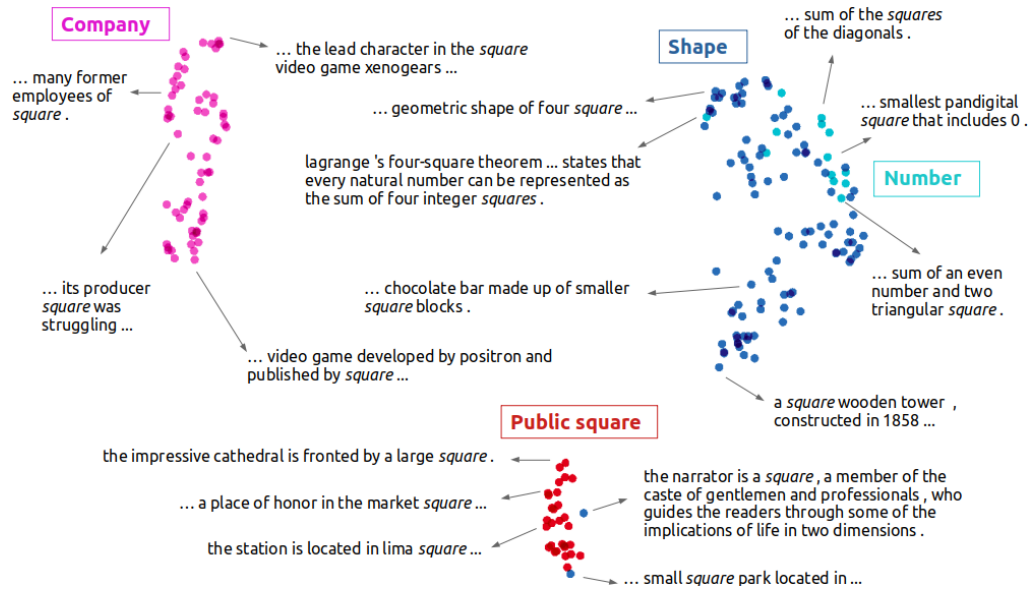 Company
… the lead character in the square
video game xenogears …
… many former
employees of
square .
… its producer
square was
struggling …
… video game developed by positron and
published by square …
Shape
… sum of the squares
of the diagonals .
… geometric shape of four square …
… smallest pandigital
square that includes 0 .
lagrange 's four-square theorem … states that
every natural number can be represented as
the sum of four integer squares .
Number
… chocolate bar made up of smaller
square blocks .
… sum of an even
number and two
triangular square .
a square wooden tower ,
constructed in 1858 …
Public square
the impressive cathedral is fronted by a large square .
… a place of honor in the market square …
the station is located in lima square …
the narrator is a square , a member of the
caste of gentlemen and professionals , who
guides the readers through some of the
implications of life in two dimensions .
… small square park located in …